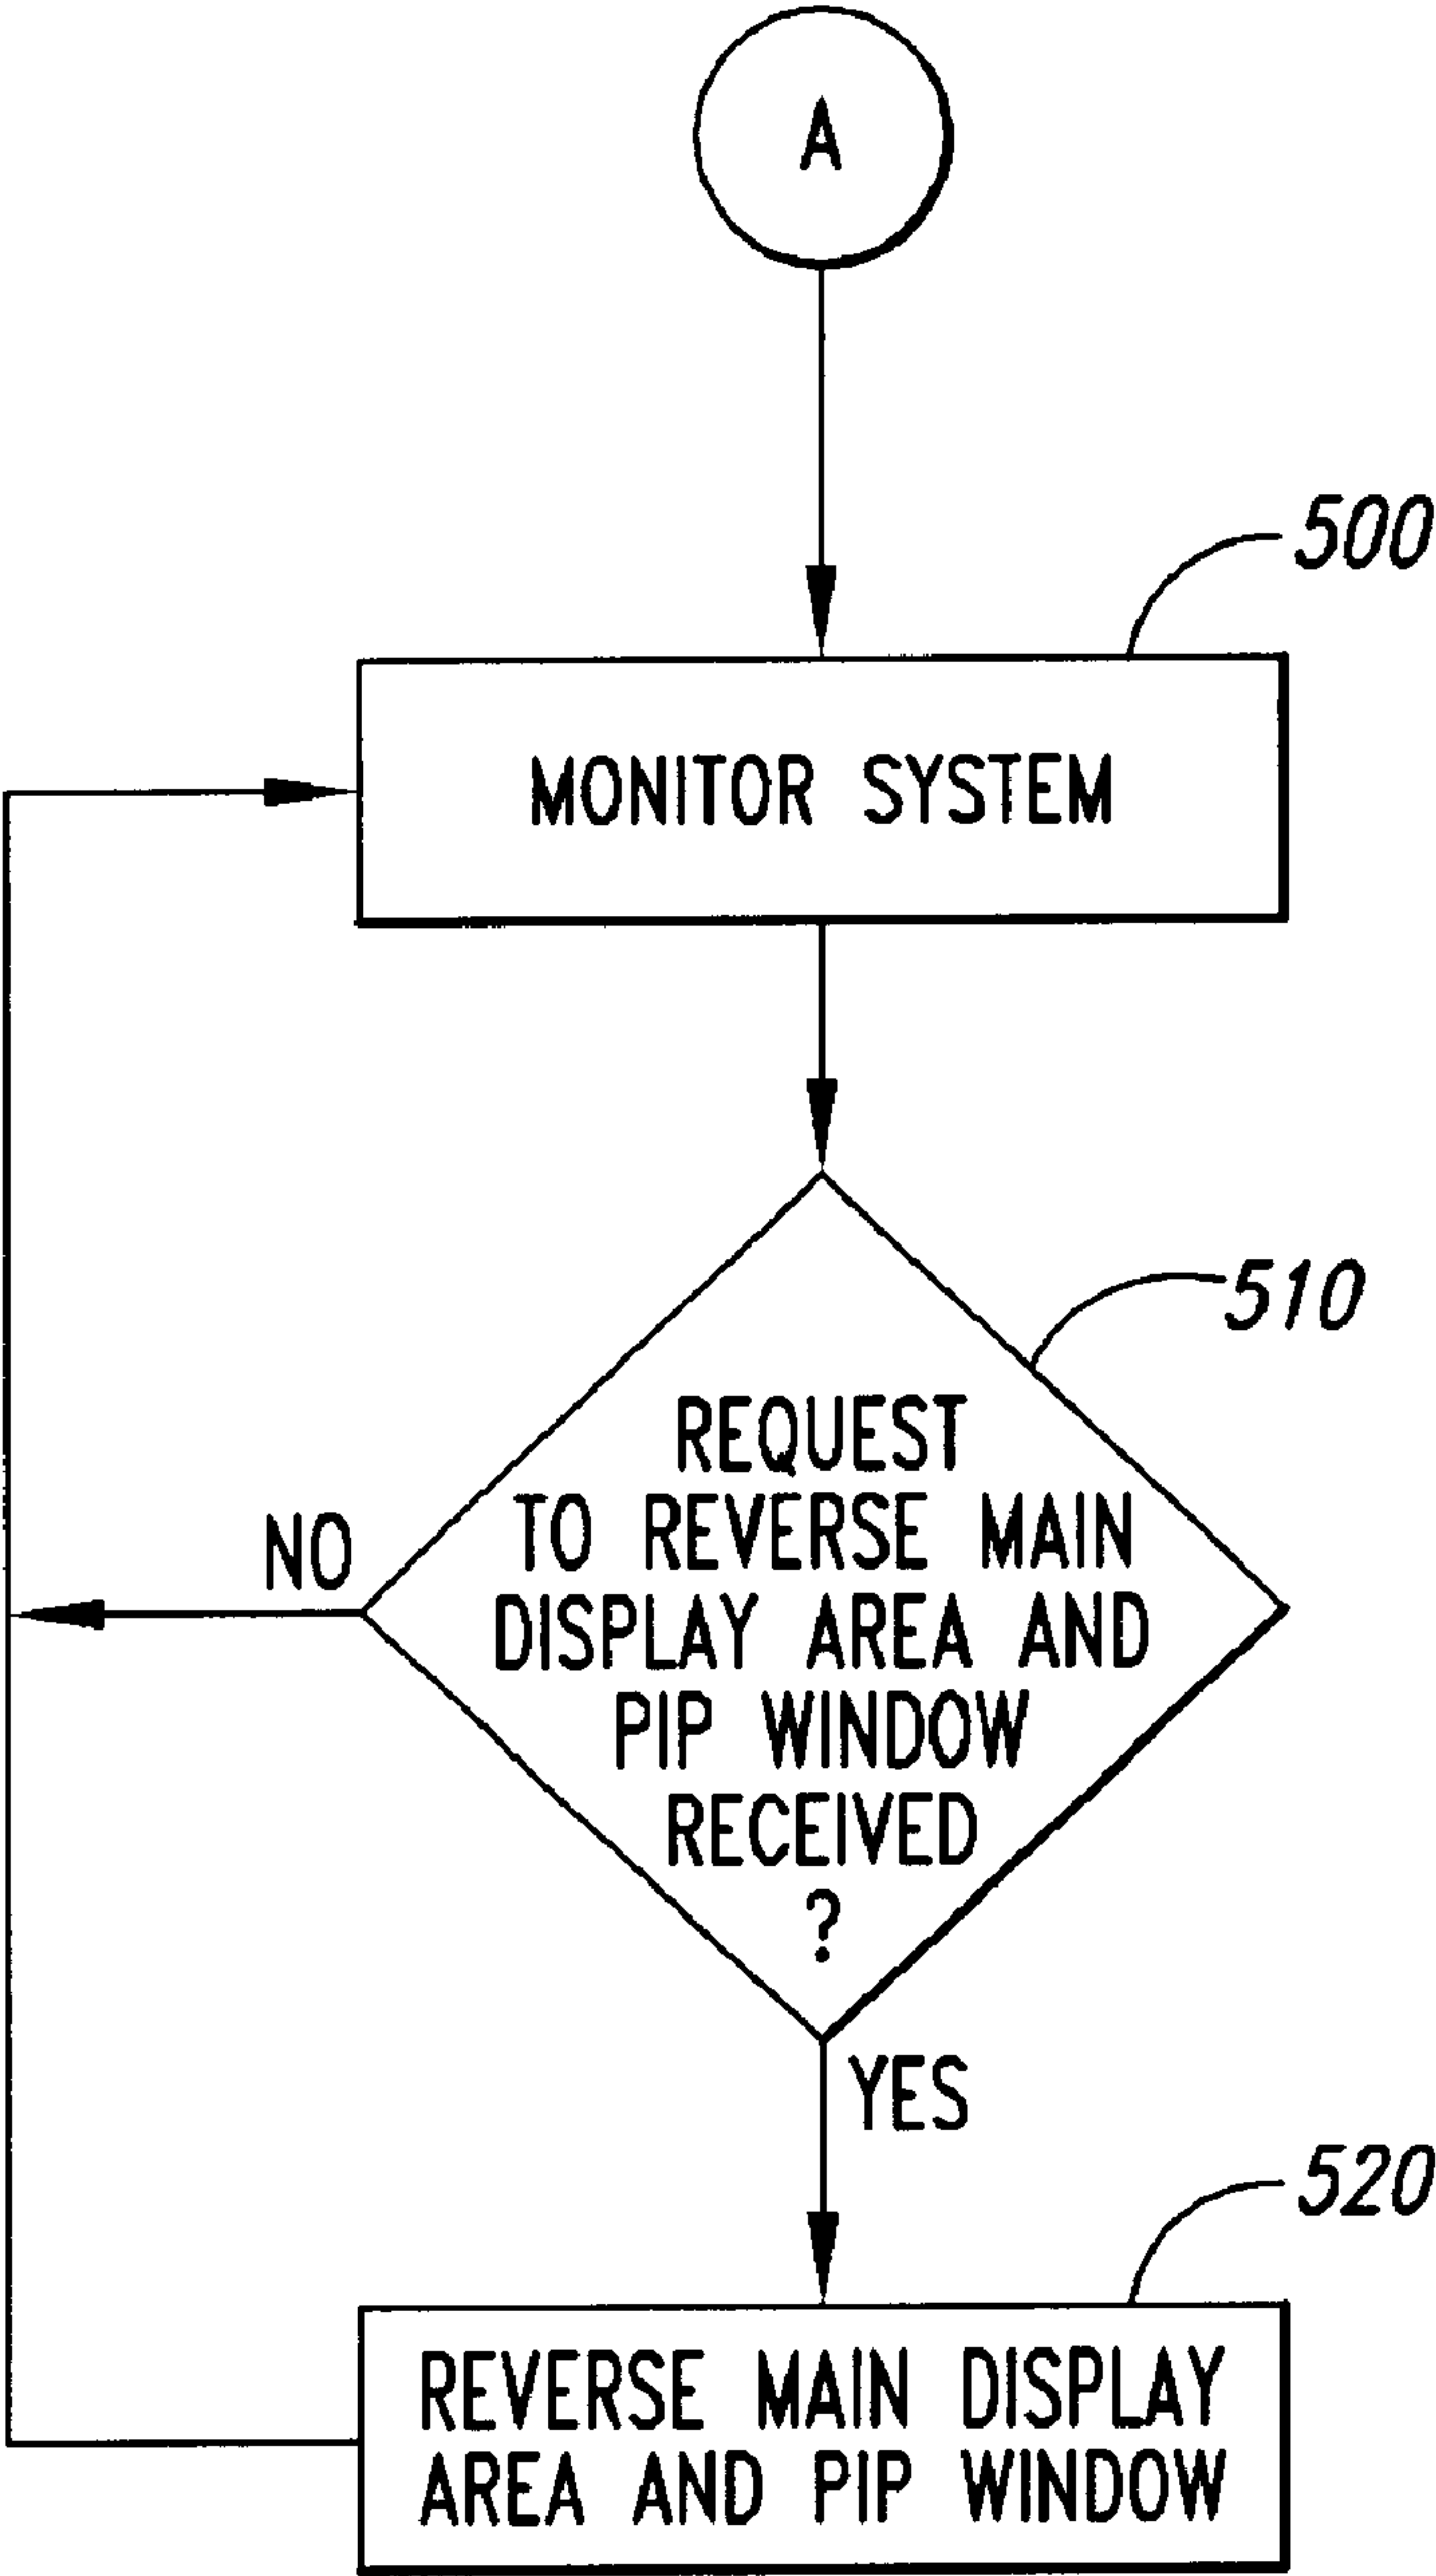 A
500
MONITOR SYSTEM
510
REQUEST
TO REVERSE MAIN
DISPLAY AREA AND
PIP WINDOW
RECEIVED
?
NO
YES
520
REVERSE MAIN DISPLAY
AREA AND PIP WINDOW